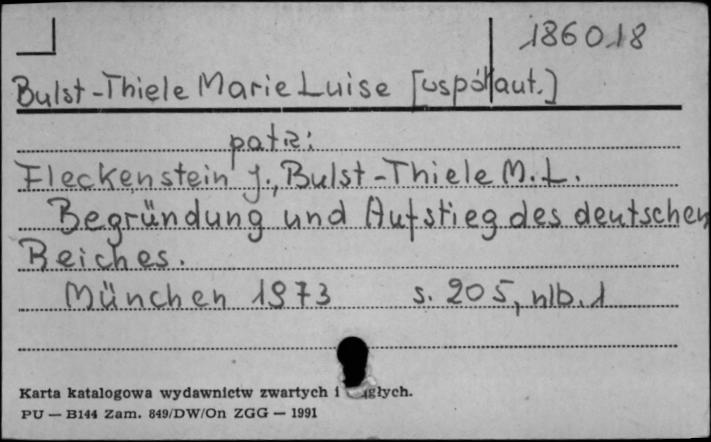 186018
Bulst-Thiele Marie Luise [współaut.]
patrz:
Fleckenstein J., Bulst-Thiele M. L.
Begründung und Aufstieg des deutschen
Reiches.
München 1973 s. 205, nlb. 1
Karta katalogowa wydawnictw zwartych i
PU — B144 Zam. 849/DW/On ZGG — 1991